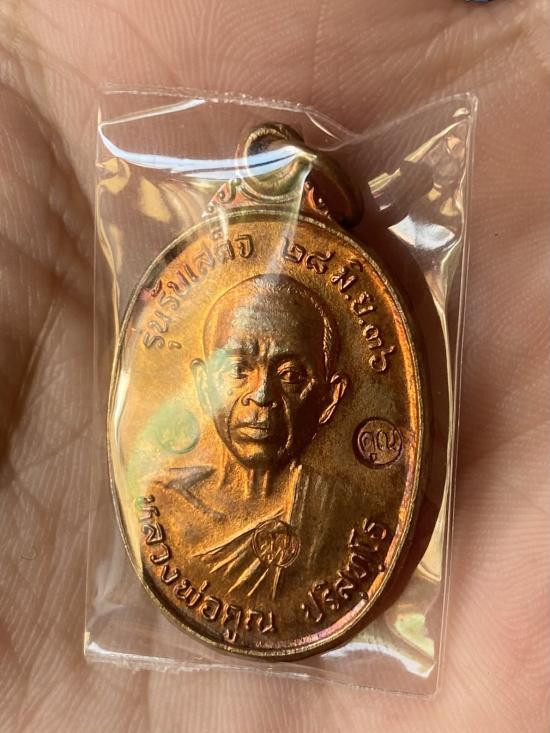 รุ่นรับเสด็จ ๒๘ มิ.ย.๓๖
คูณ
หลวงพ่อคูณ ปริสุทฺโธ